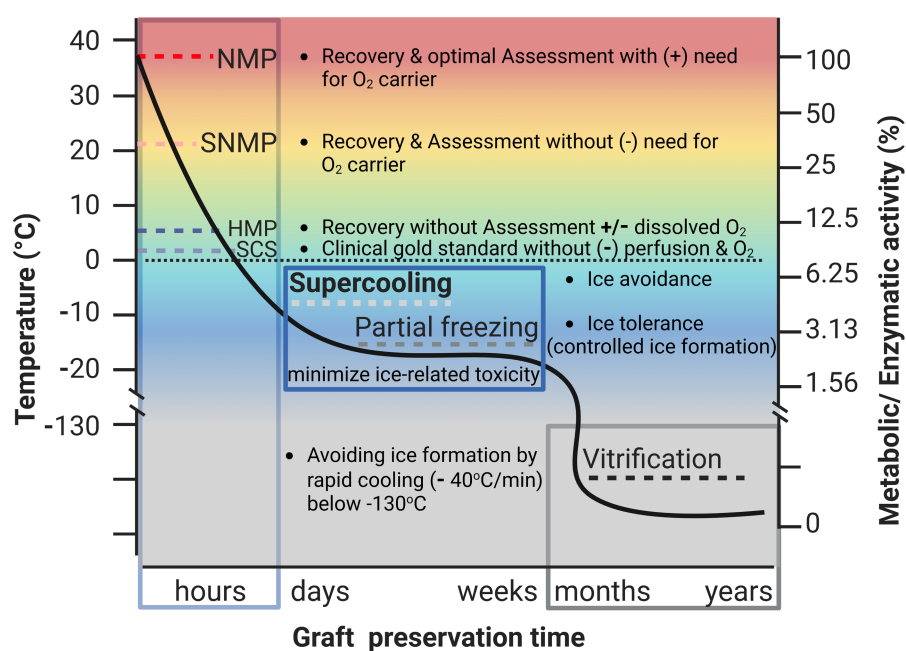 40
30
20
10
0
-10
-20
-130
Temperature (°C)
NMP
• Recovery & optimal Assessment with (+) need
for O₂ carrier
SNMP
• Recovery & Assessment without (-) need for
O₂ carrier
HMP
• Recovery without Assessment +/- dissolved O₂
SCS
• Clinical gold standard without (-) perfusion & O₂
Supercooling
• Ice avoidance
Partial freezing
• Ice tolerance
(controlled ice formation)
minimize ice-related toxicity
• Avoiding ice formation by
rapid cooling (- 40°C/min)
below -130°C
Vitrification
100
50
25
12.5
6.25
3.13
1.56
0
Metabolic/ Enzymatic activity (%)
hours days weeks months years
Graft preservation time